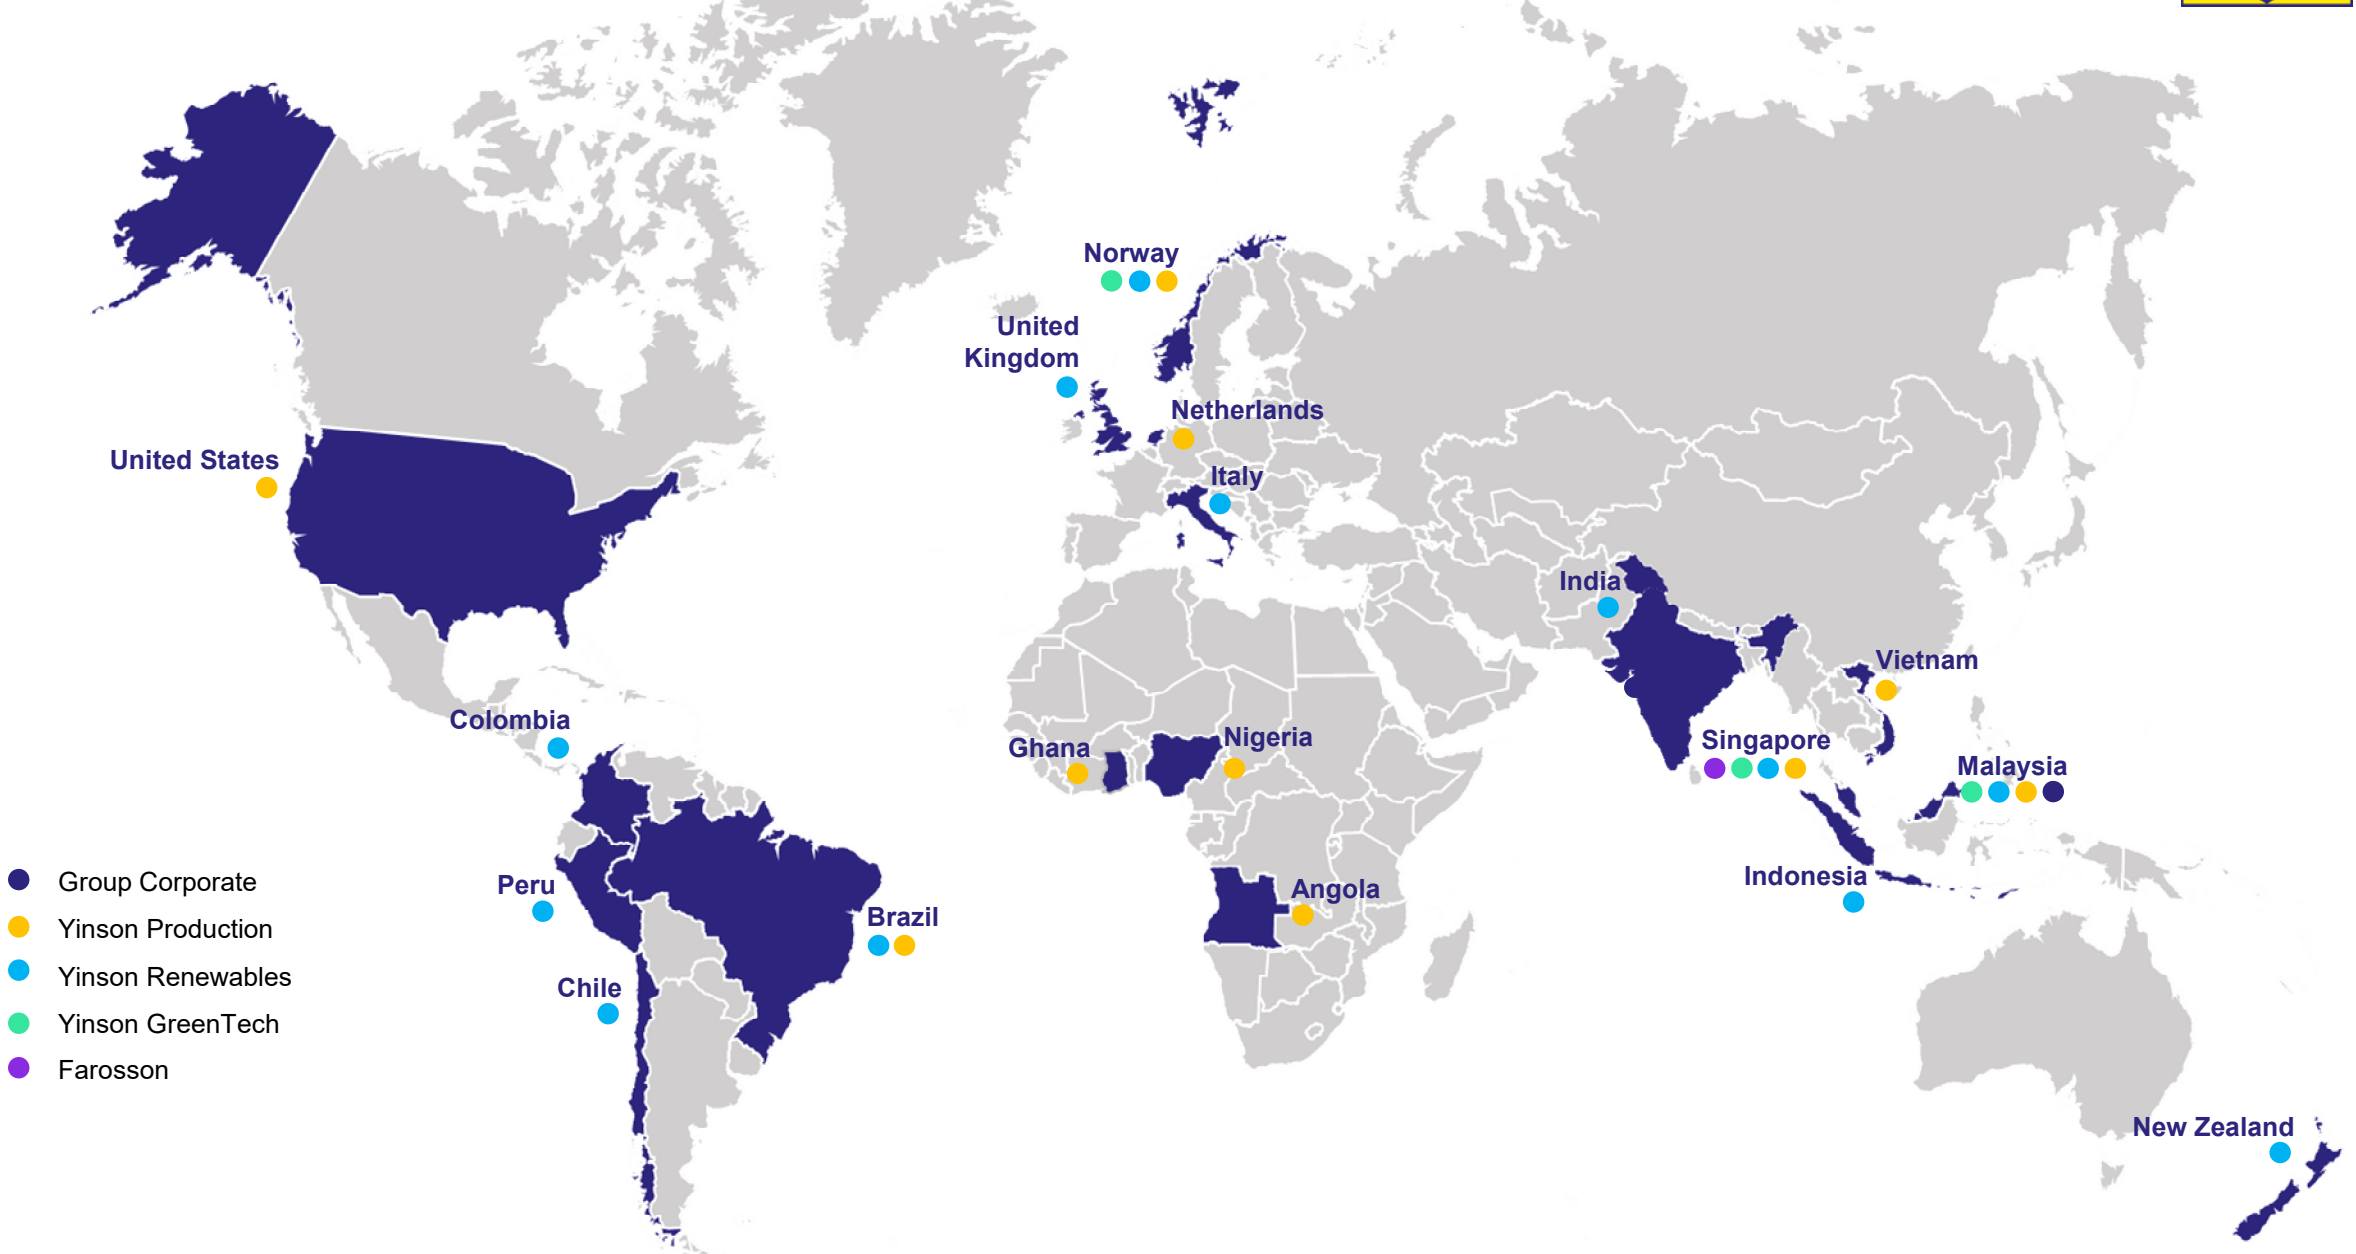 Norway
United
Kingdom
Netherlands
United States
Italy
India
Vietnam
Colombia
Ghana
Nigeria
Singapore
Malaysia
Group Corporate
Peru
Indonesia
Angola
Brazil
Yinson Production
Yinson Renewables
Chile
Yinson GreenTech
Farosson
New Zealand